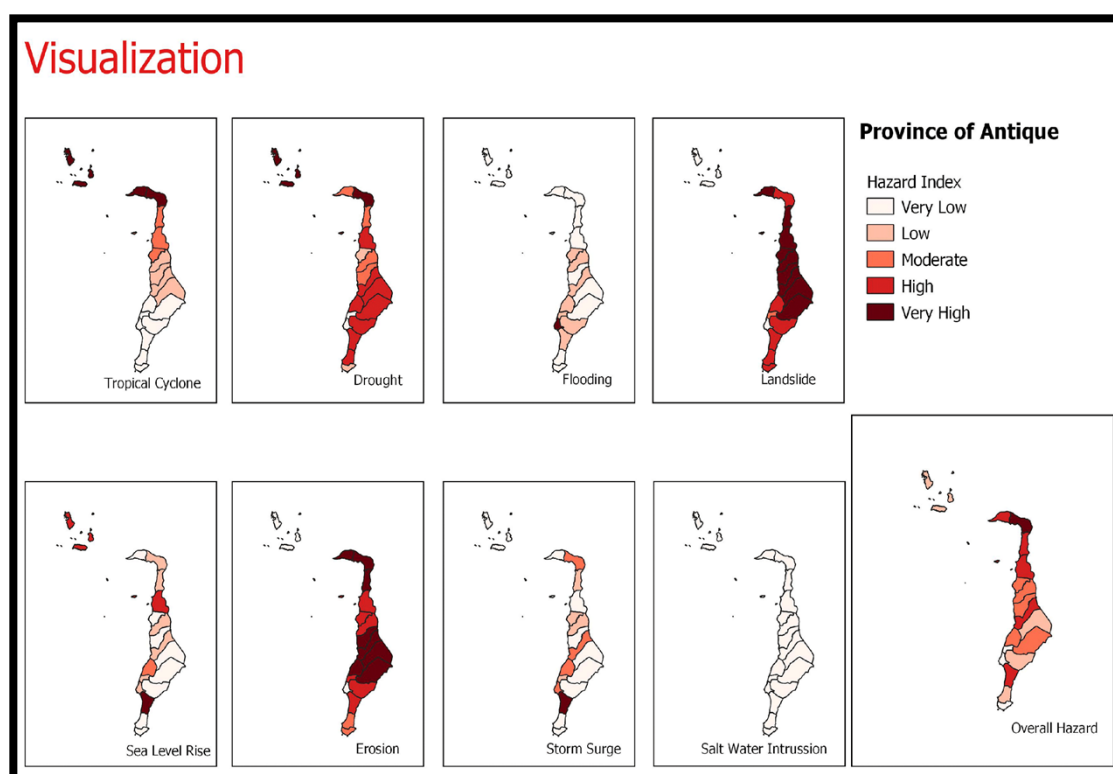 Visualization
Province of Antique
Hazard Index
Very Low
Low
Moderate
High
Very High
Tropical Cyclone
Drought
Flooding
Landslide
Sea Level Rise
Erosion
Storm Surge
Salt Water Intrussion
Overall Hazard